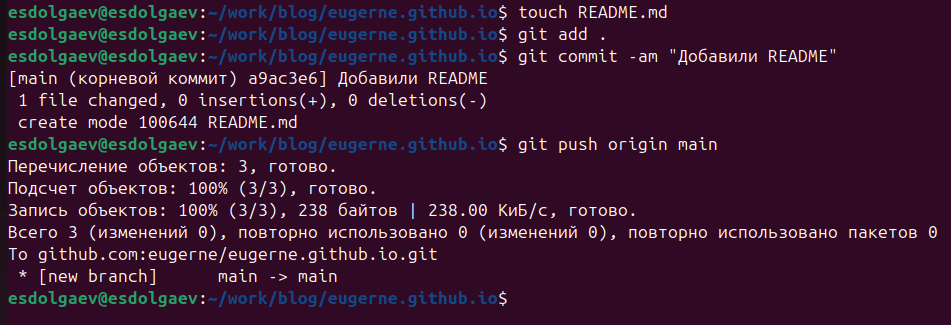 esdolgaev@esdolgaev:~/work/blog/eugerne.github.io$ touch README.md
esdolgaev@esdolgaev:~/work/blog/eugerne.github.io$ git add .
esdolgaev@esdolgaev:~/work/blog/eugerne.github.io$ git commit -am "Добавили README"
[main (корневой коммит) a9ac3e6] Добавили README
 1 file changed, 0 insertions(+), 0 deletions(-)
 create mode 100644 README.md
esdolgaev@esdolgaev:~/work/blog/eugerne.github.io$ git push origin main
Перечисление объектов: 3, готово.
Подсчет объектов: 100% (3/3), готово.
Запись объектов: 100% (3/3), 238 байтов | 238.00 КиБ/с, готово.
Всего 3 (изменений 0), повторно использовано 0 (изменений 0), повторно использовано пакетов 0
To github.com:eugerne/eugerne.github.io.git
 * [new branch]      main -> main
esdolgaev@esdolgaev:~/work/blog/eugerne.github.io$